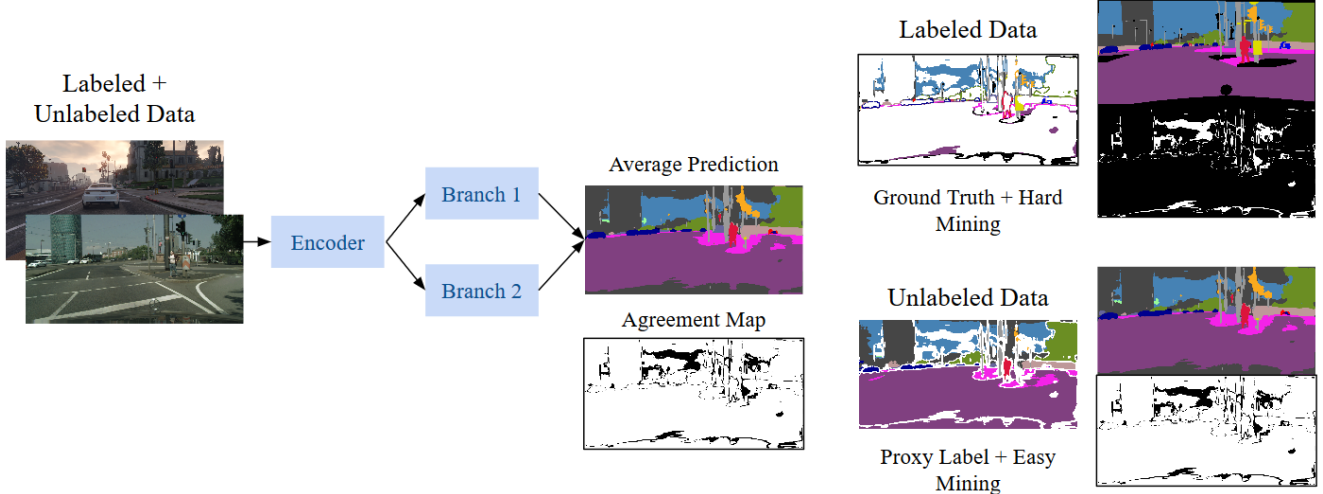 Labeled +
Unlabeled Data
Encoder
Branch 1
Branch 2
Average Prediction
Agreement Map
Labeled Data
Ground Truth + Hard
Mining
Unlabeled Data
Proxy Label + Easy
Mining